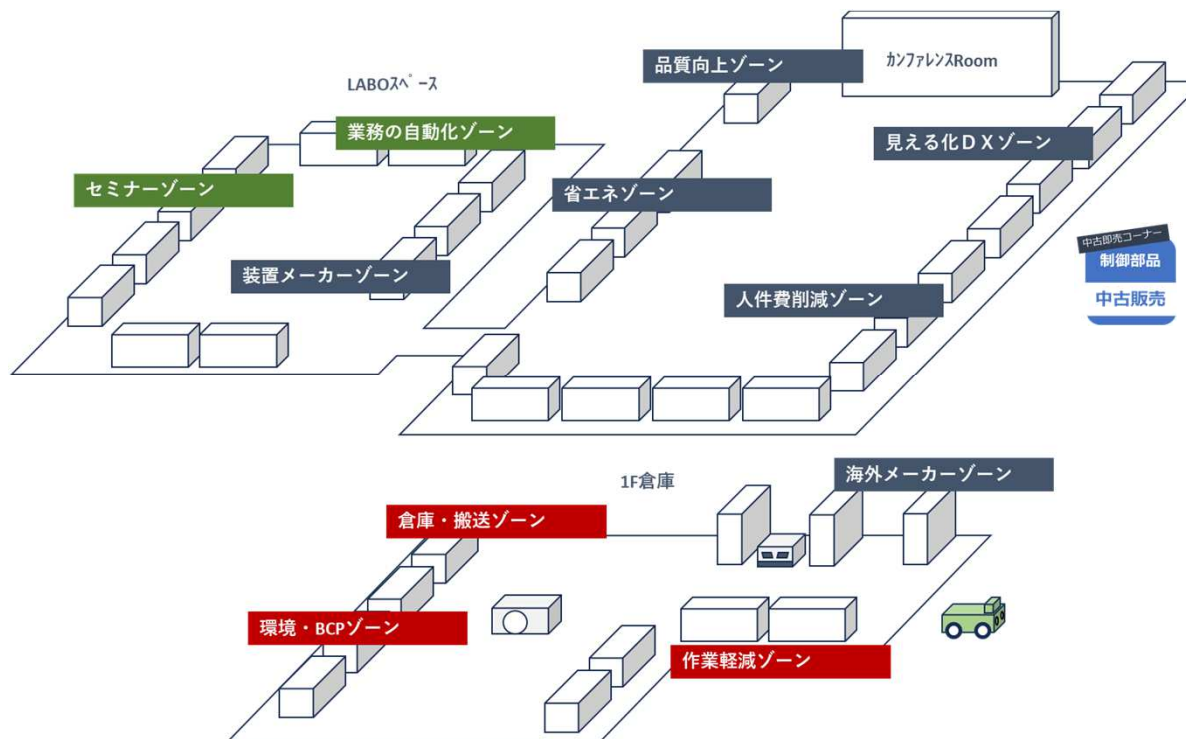 品質向上ゾーン
カンファレンスRoom
LABOスペース
業務の自動化ゾーン
見える化DXゾーン
セミナーゾーン
省エネゾーン
中古即売コーナー
制御部品
中古販売
装置メーカーゾーン
人件費削減ゾーン
1F倉庫
海外メーカーゾーン
倉庫・搬送ゾーン
環境・BCPゾーン
作業軽減ゾーン